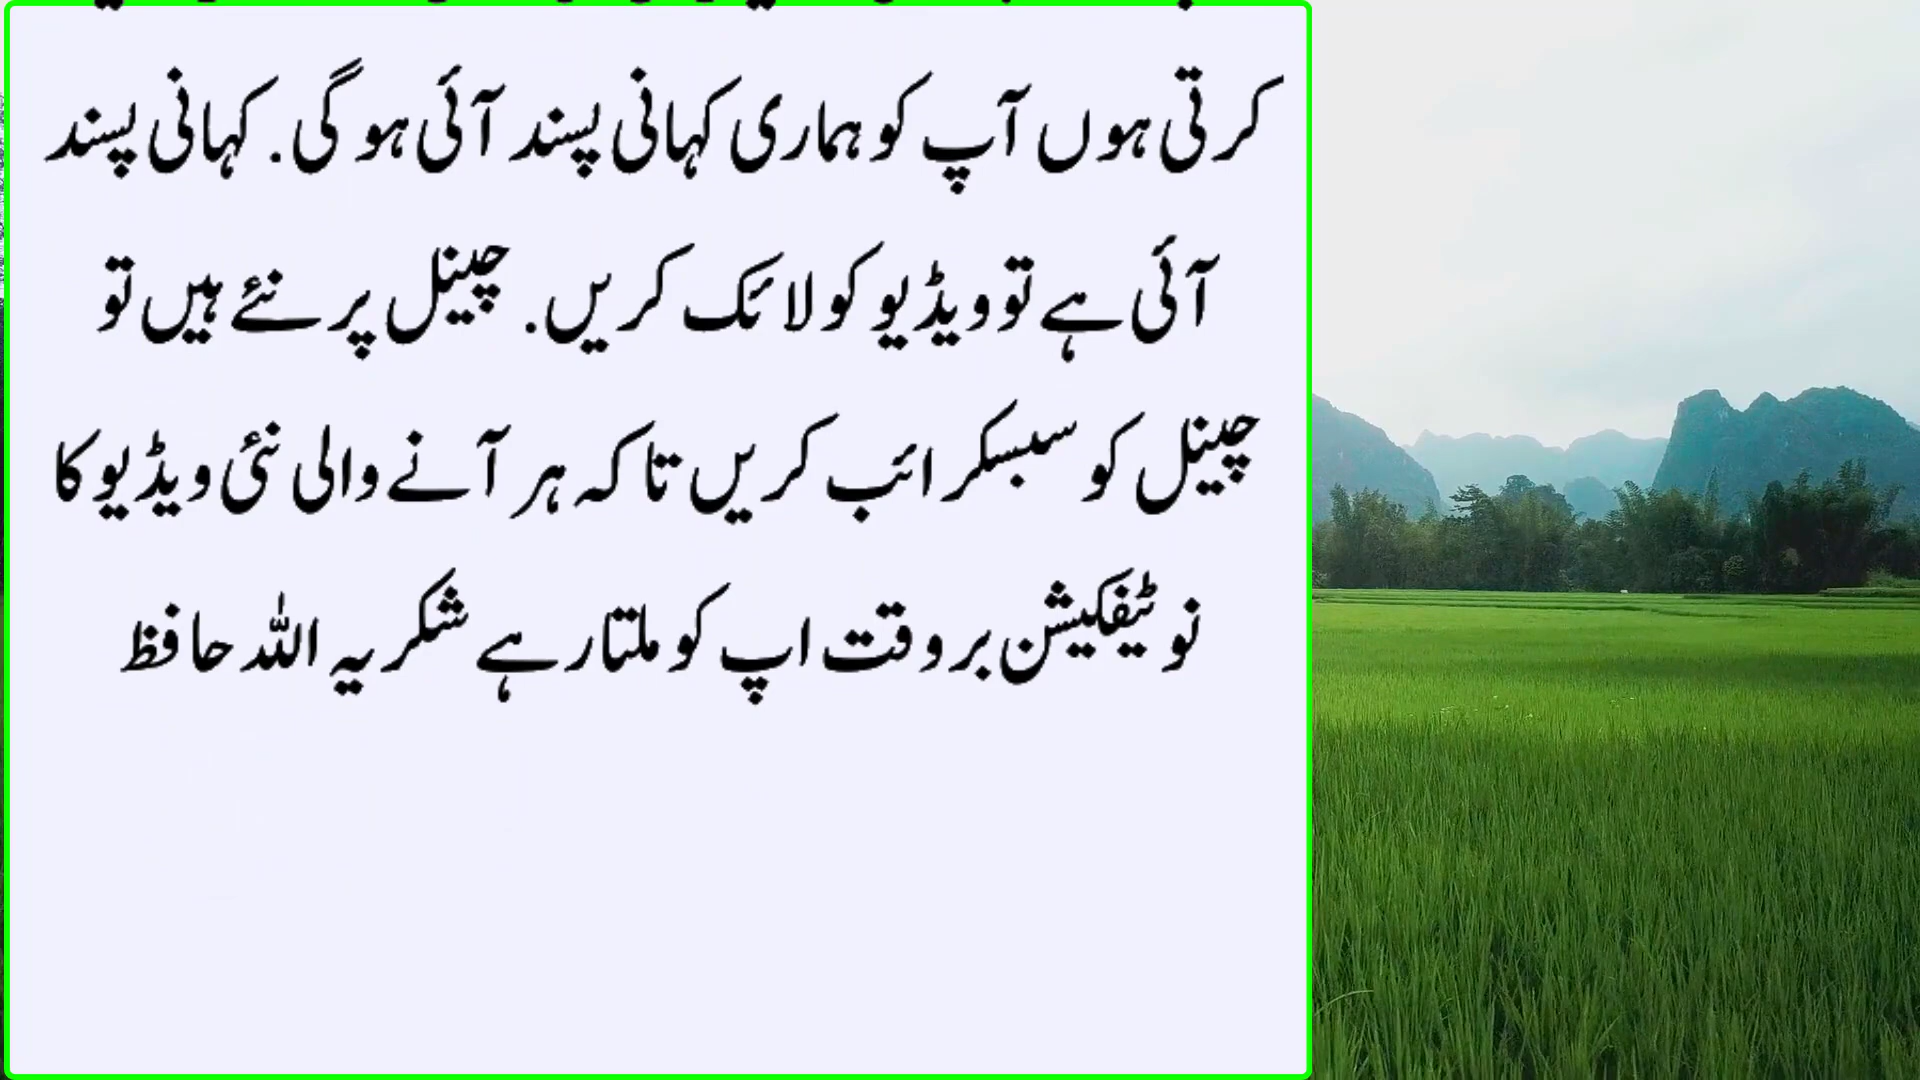 کرتی ہوں آپ کو ہماری کہانی پسند آئی ہو گی. کہانی پسند
آئی ہے تو ویڈیو کو لائک کریں. چینل پر نئے ہیں تو
چینل کو سبسکرائب کریں تاکہ ہر آنے والی نئی ویڈیو کا
نوٹیفکیشن بروقت اپ کو ملتا رہے شکریہ اللہ حافظ